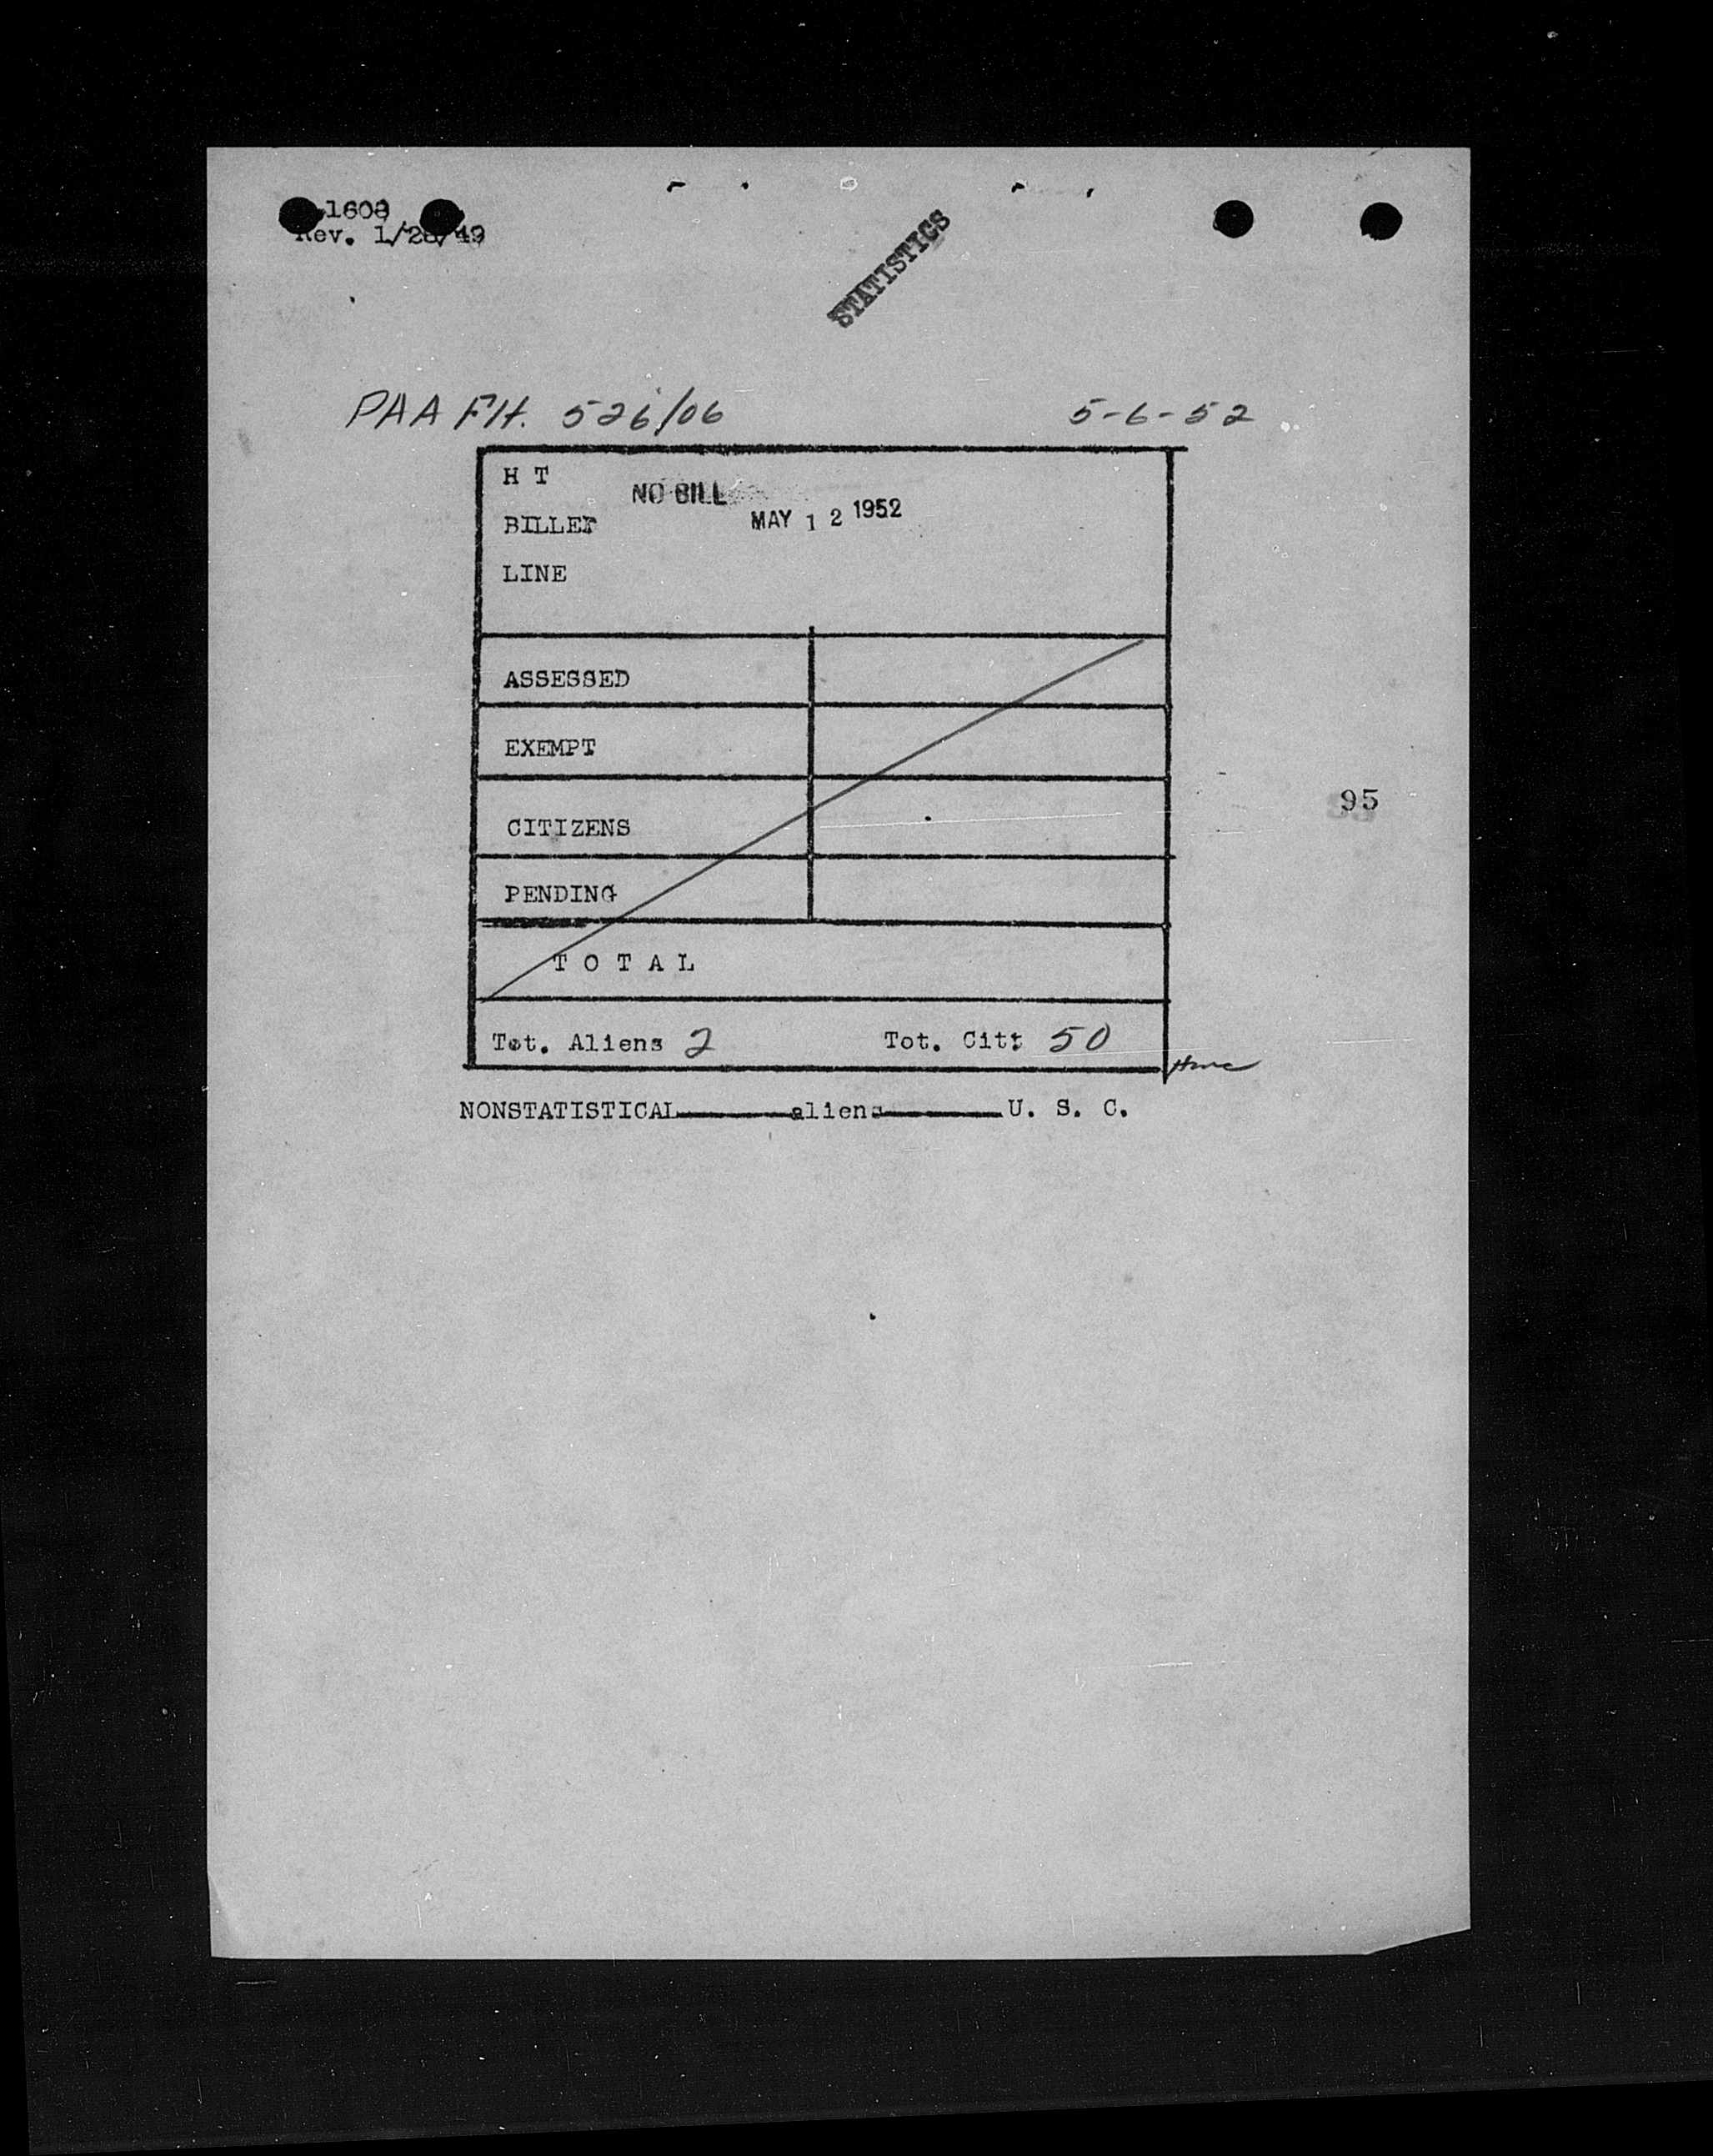 1608
Rev. 1/28/49
STATISTICS
PAA Flt. 526/06 5-6-52
H T
NO BILL
BILLET MAY 12 1952
LINE
ASSESSED
EXEMPT
95
CITIZENS
PENDING
T O T A L
Tot. Aliens 2 Tot. Cit: 50
NONSTATISTICAL aliens U. S. C.